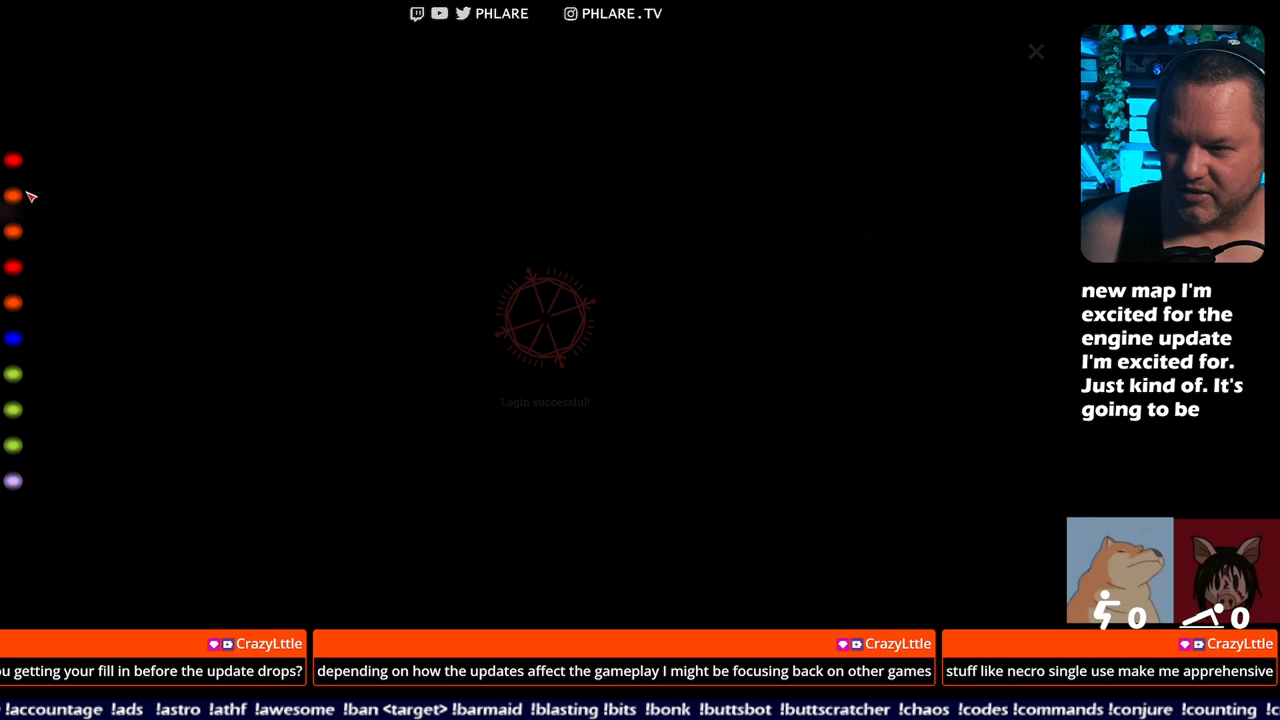 PHLARE PHLARE.TV
new map I'm
excited for the
engine update
I'm excited for.
Just kind of. It's
going to be
Login successful!
0 0
CrazyLttle CrazyLttle CrazyLttle
getting your fill in before the update drops? depending on how the updates affect the gameplay I might be focusing back on other games stuff like necro single use make me apprehensive
!accountage !ads !astro !athf !awesome !ban <target> !barmaid !blasting !bits !bonk !buttsbot !buttscratcher !chaos !codes !commands !conjure !counting